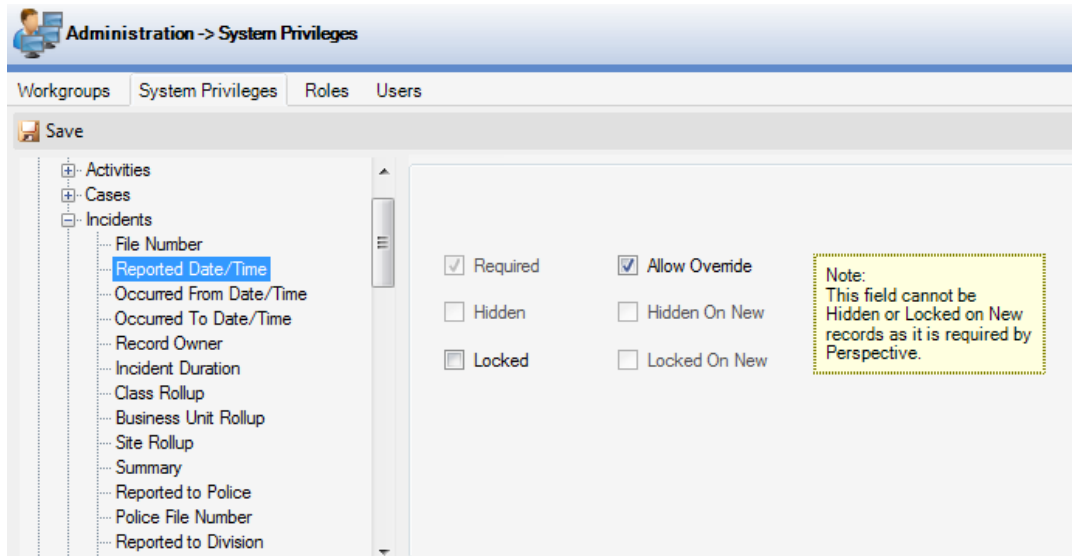 Administration -> System Privileges
Workgroups System Privileges Roles Users
Save
Activities
Cases
Incidents
File Number
Reported Date/Time
Occurred From Date/Time
Occurred To Date/Time
Record Owner
Incident Duration
Class Rollup
Business Unit Rollup
Site Rollup
Summary
Reported to Police
Police File Number
Reported to Division
Required Allow Override
Hidden Hidden On New
Locked Locked On New
Note:
This field cannot be
Hidden or Locked on New
records as it is required by
Perspective.